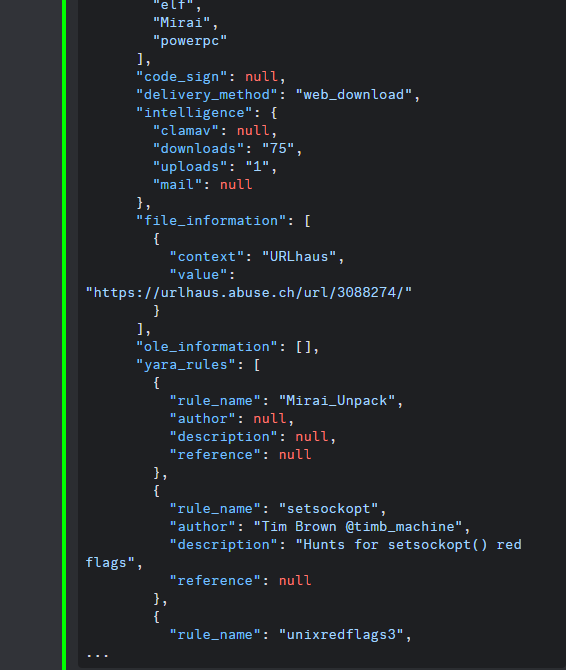 "elf",
"Mirai",
"powerpc"
],
"code_sign": null,
"delivery_method": "web_download",
"intelligence": {
"clamav": null,
"downloads": "75",
"uploads": "1",
"mail": null
},
"file_information": [
{
"context": "URLhaus",
"value":
"https://urlhaus.abuse.ch/url/3088274/"
}
],
"ole_information": [],
"yara_rules": [
{
"rule_name": "Mirai_Unpack",
"author": null,
"description": null,
"reference": null
},
{
"rule_name": "setsockopt",
"author": "Tim Brown @timb_machine",
"description": "Hunts for setsockopt() red
flags",
"reference": null
},
{
"rule_name": "unixredflags3",
...